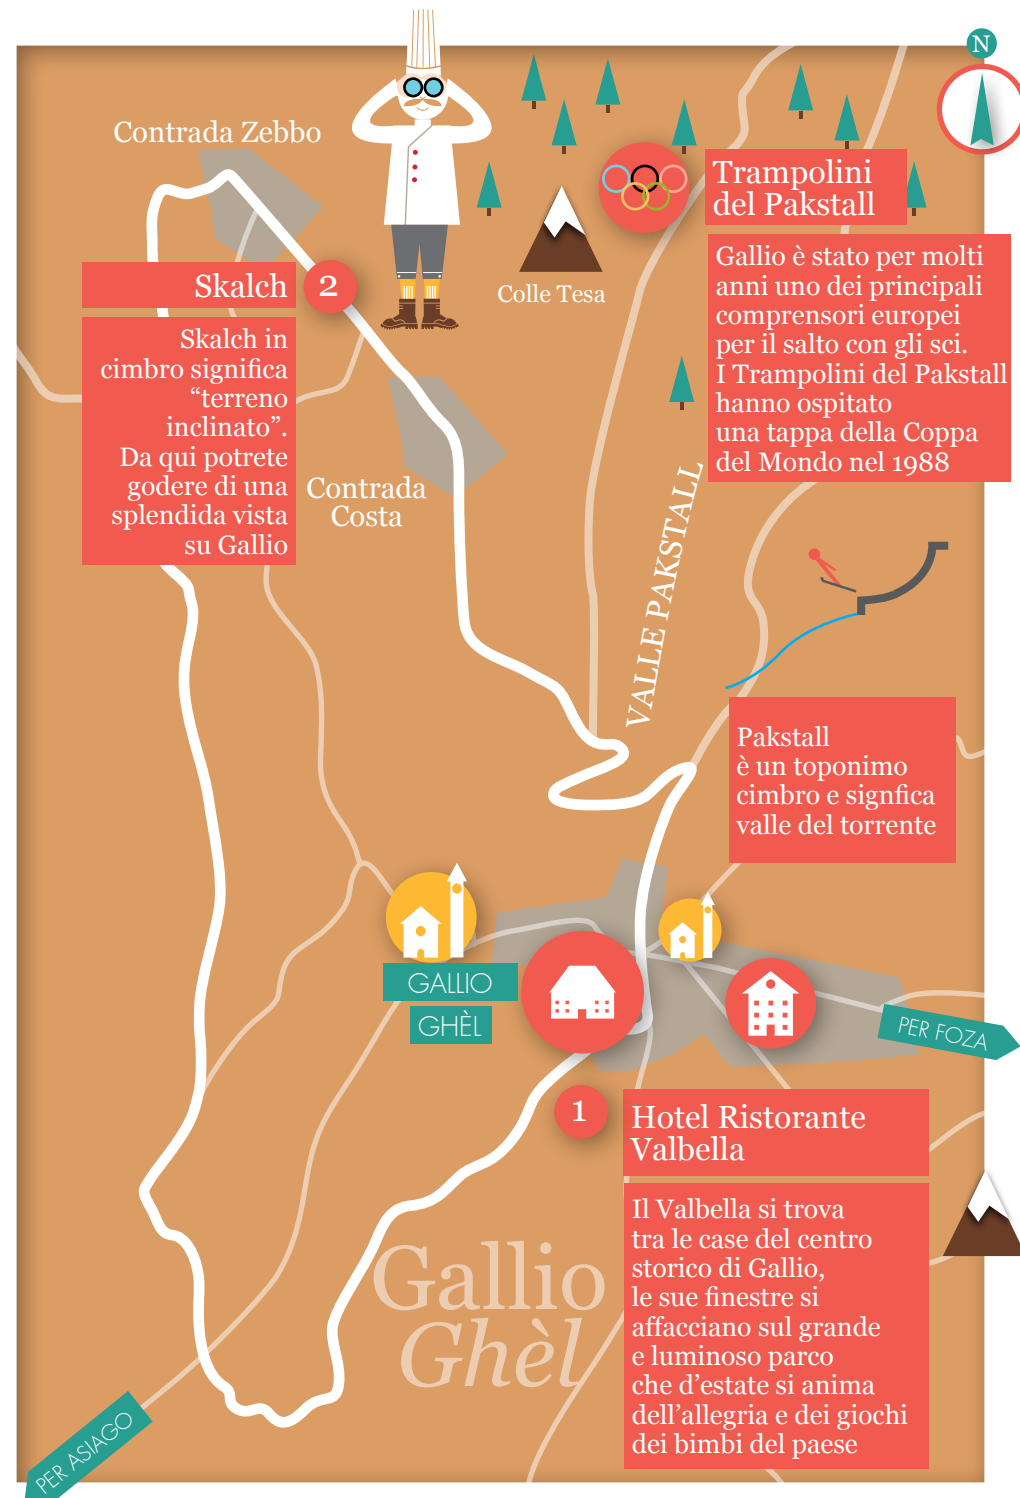 N
Contrada Zebbo
Trampolini
del Pakstall
Gallio è stato per molti
anni uno dei principali
comprensori europei
per il salto con gli sci.
I Trampolini del Pakstall
hanno ospitato
una tappa della Coppa
del Mondo nel 1988
Colle Tesa
Skalch
2
Skalch in
cimbro significa
“terreno
inclinato”.
Da qui potrete
godere di una
splendida vista
su Gallio
Contrada
Costa
VALLE PAKSTALL
Pakstall
è un toponimo
cimbro e signfica
valle del torrente
GALLIO
GHÈL
PER FOZA
1
Hotel Ristorante
Valbella
Il Valbella si trova
tra le case del centro
storico di Gallio,
le sue finestre si
affacciano sul grande
e luminoso parco
che d’estate si anima
dell’allegria e dei giochi
dei bimbi del paese
Gallio
Ghèl
PER ASIAGO